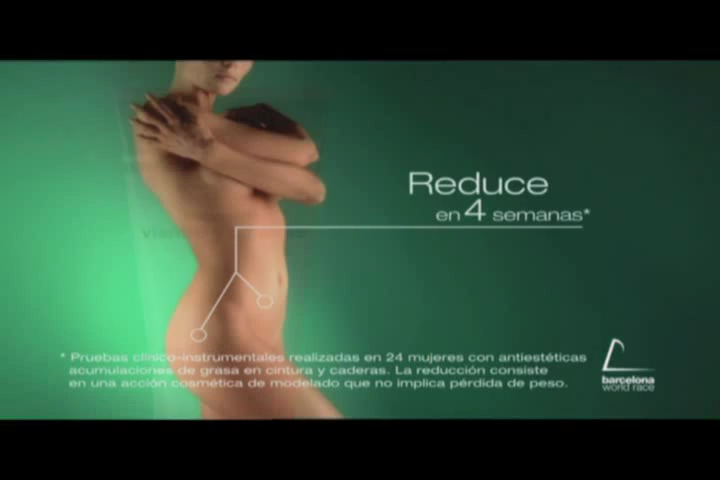 Reduce
en 4 semanas*
* Pruebas clínico-instrumentales realizadas en 24 mujeres con antiestéticas
acumulaciones de grasa en cintura y caderas. La reducción consiste
en una acción cosmética de modelado que no implica pérdida de peso.
barcelona
world race